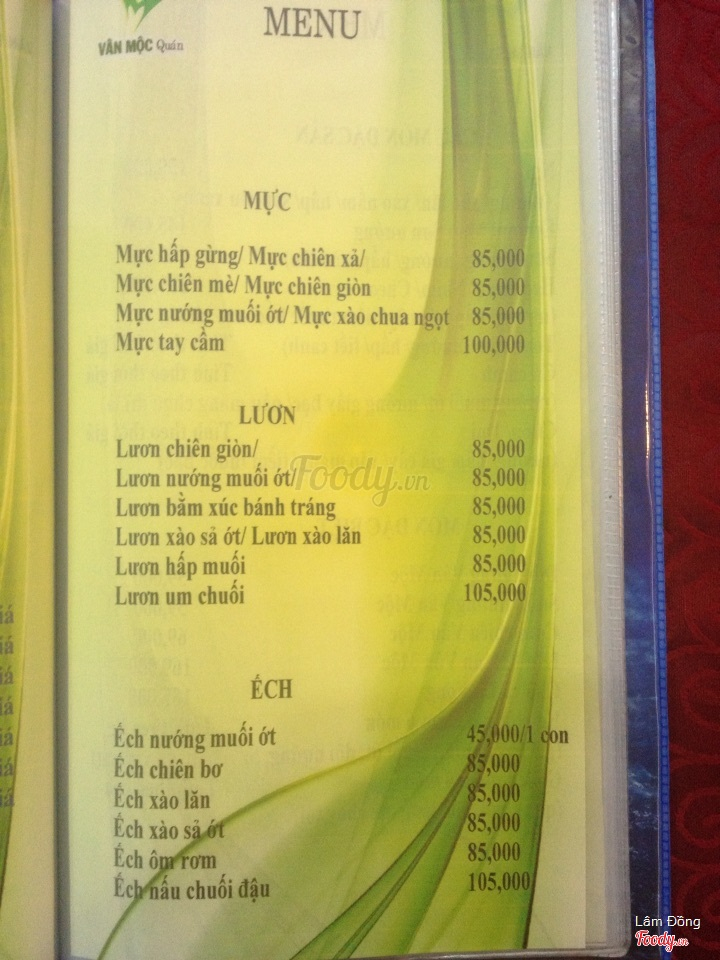 VÂN MỘC Quán
MENU
MỰC
Mực hấp gừng/ Mực chiên xả/ 85,000
Mực chiên mè/ Mực chiên giòn 85,000
Mực nướng muối ớt/ Mực xào chua ngọt 85,000
Mực tay cầm 100,000
LƯƠN
Lươn chiên giòn/ 85,000
Lươn nướng muối ớt/ 85,000
Foody.vn
Lươn bằm xúc bánh tráng 85,000
Lươn xào sả ớt/ Lươn xào lăn 85,000
Lươn hấp muối 85,000
Lươn um chuối 105,000
ẾCH
Ếch nướng muối ớt 45,000/1 con
Ếch chiên bơ 85,000
Ếch xào lăn 85,000
Ếch xào sả ớt 85,000
Ếch ôm rơm 85,000
Ếch nấu chuối đậu 105,000
Lâm Đồng
Foody.vn